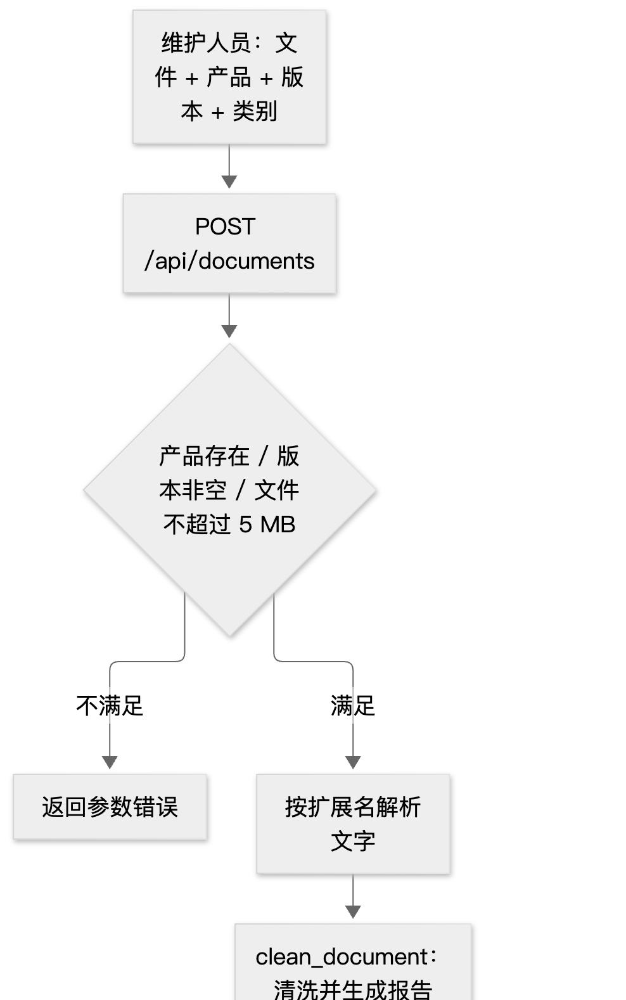 维护人员：文
件 + 产品 + 版
本 + 类别
POST
/api/documents
产品存在 / 版
本非空 / 文件
不超过 5 MB
不满足
满足
返回参数错误
按扩展名解析
文字
clean_document：
清洗并生成报告